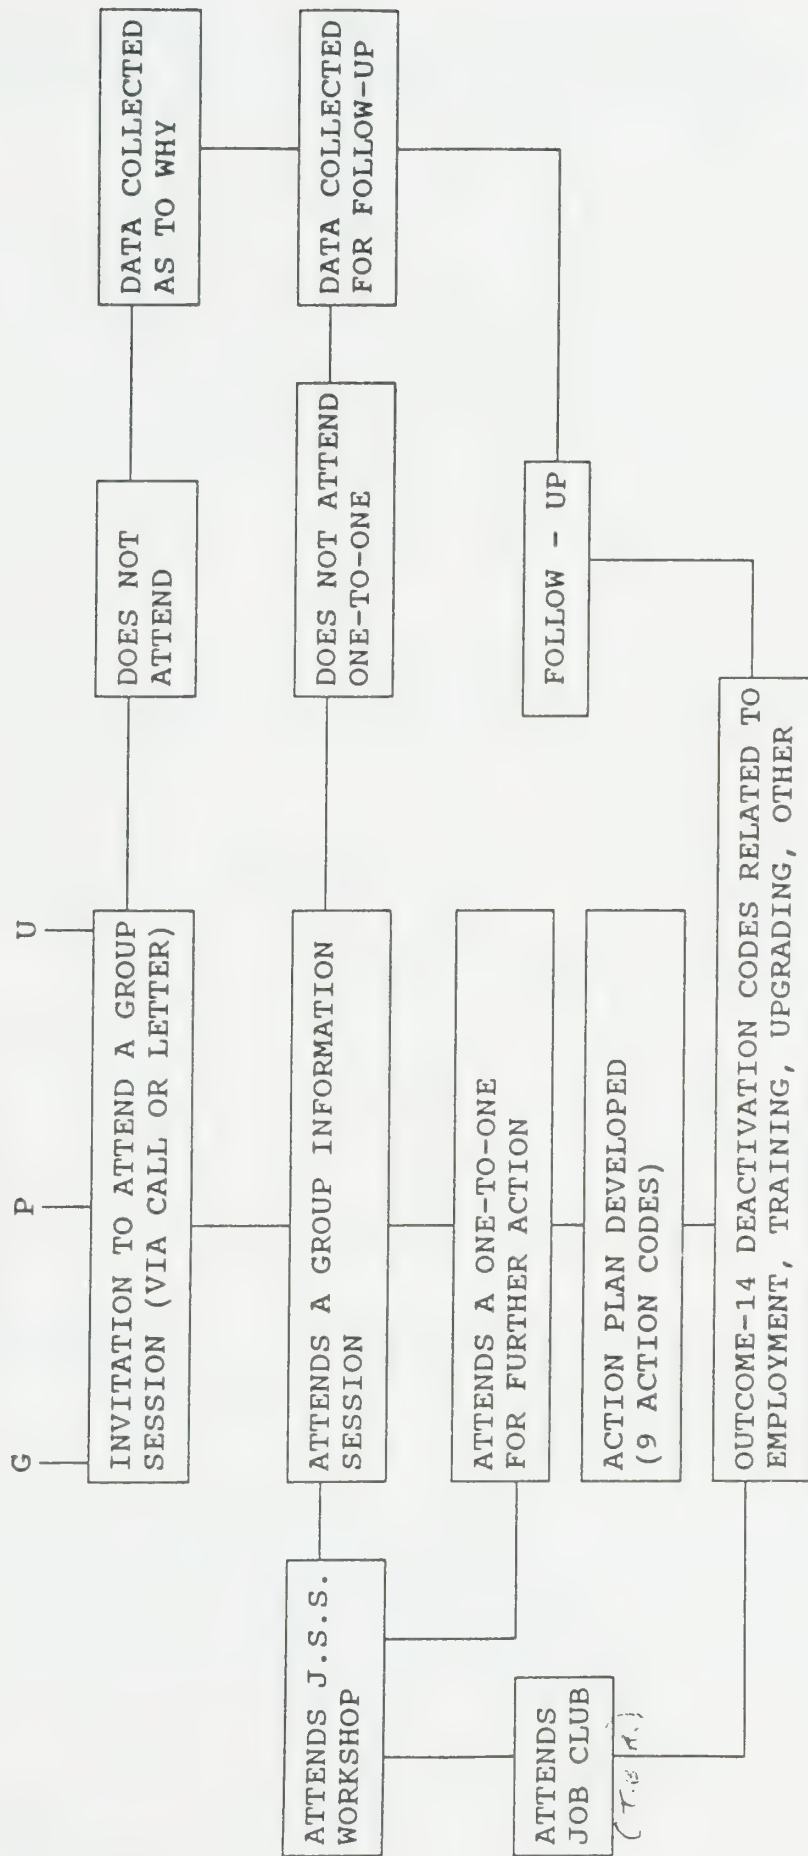 G
P
U
INVITATION TO ATTEND A GROUP
SESSION (VIA CALL OR LETTER)
DOES NOT
ATTEND
DATA COLLECTED
AS TO WHY
ATTENDS J.S.S.
WORKSHOP
ATTENDS A GROUP INFORMATION
SESSION
DOES NOT ATTEND
ONE-TO-ONE
DATA COLLECTED
FOR FOLLOW-UP
ATTENDS
JOB CLUB
ATTENDS A ONE-TO-ONE
FOR FURTHER ACTION
FOLLOW - UP
ACTION PLAN DEVELOPED
(9 ACTION CODES)
OUTCOME-14 DEACTIVATION CODES RELATED TO
EMPLOYMENT, TRAINING, UPGRADING, OTHER